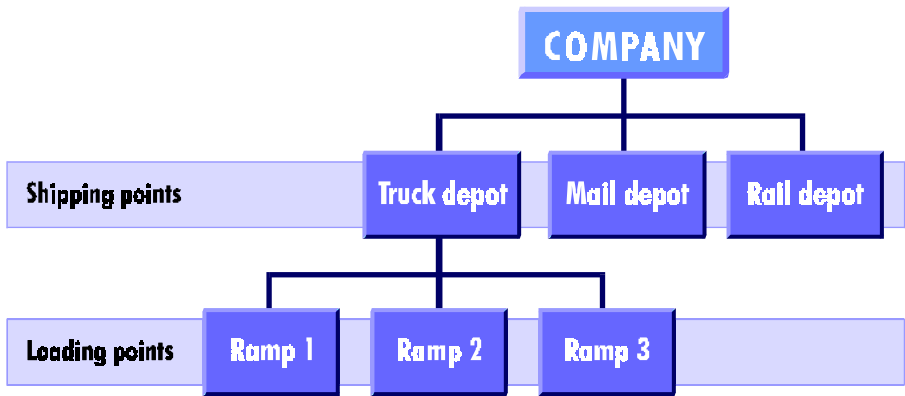 COMPANY
Shipping points
Truck depot
Mail depot
Rail depot
Loading points
Ramp 1
Ramp 2
Ramp 3